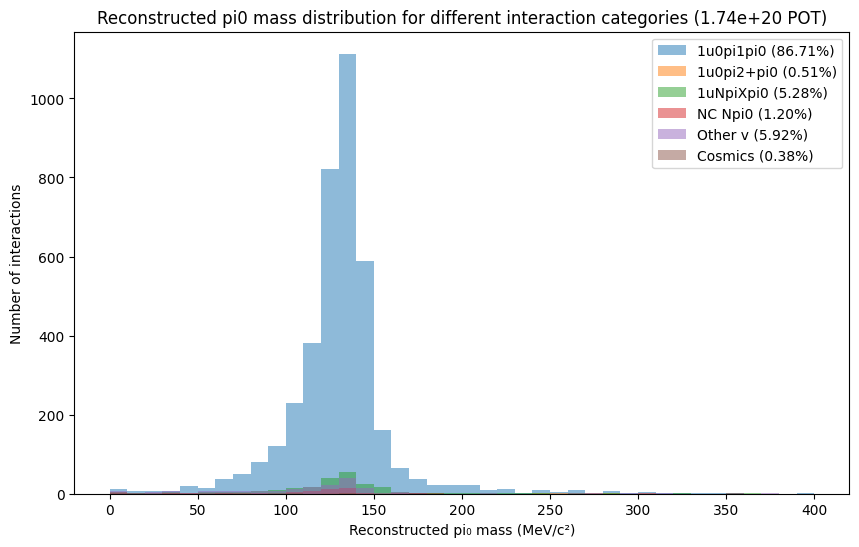 Reconstructed pi0 mass distribution for different interaction categories (1.74e+20 POT)
1u0pi1pi0 (86.71%)
1u0pi2+pi0 (0.51%)
1uNpiXpi0 (5.28%)
NC Npi0 (1.20%)
Other v (5.92%)
Cosmics (0.38%)
Number of interactions
1000
800
600
400
200
0
0 50 100 150 200 250 300 350 400
Reconstructed pi₀ mass (MeV/c²)